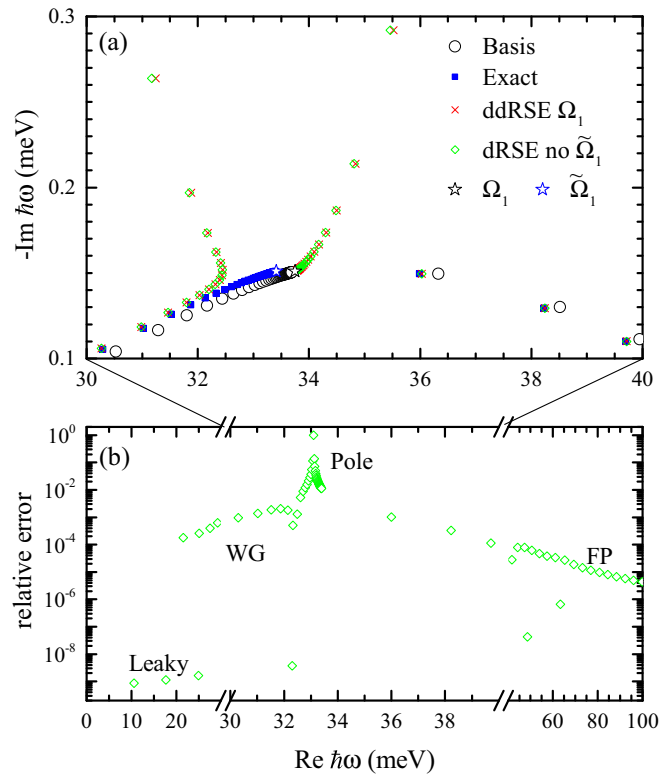 (a)
0.3
0.2
0.1
-Im ħω (meV)
Basis
Exact
ddRSE Ω₁
dRSE no Ω̃₁
Ω₁ Ω̃₁
30 32 34 36 38 40
(b)
10⁰
10⁻²
10⁻⁴
10⁻⁶
10⁻⁸
relative error
Pole
WG
FP
Leaky
0 10 20 30 32 34 36 38 60 80 100
Re ħω (meV)